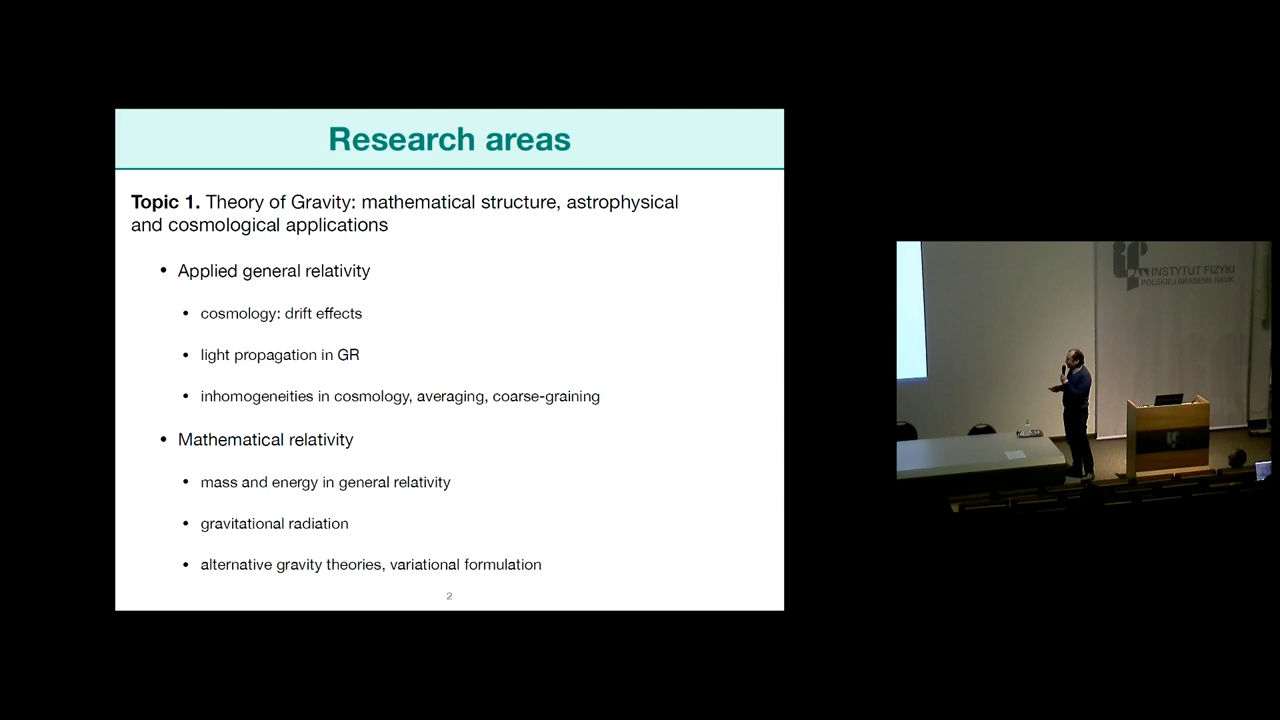 Research areas
Topic 1. Theory of Gravity: mathematical structure, astrophysical
and cosmological applications
• Applied general relativity
• cosmology: drift effects
• light propagation in GR
• inhomogeneities in cosmology, averaging, coarse-graining
• Mathematical relativity
• mass and energy in general relativity
• gravitational radiation
• alternative gravity theories, variational formulation
2
INSTYTUT FIZYKI
POLSKIEJ AKADEMII NAUK